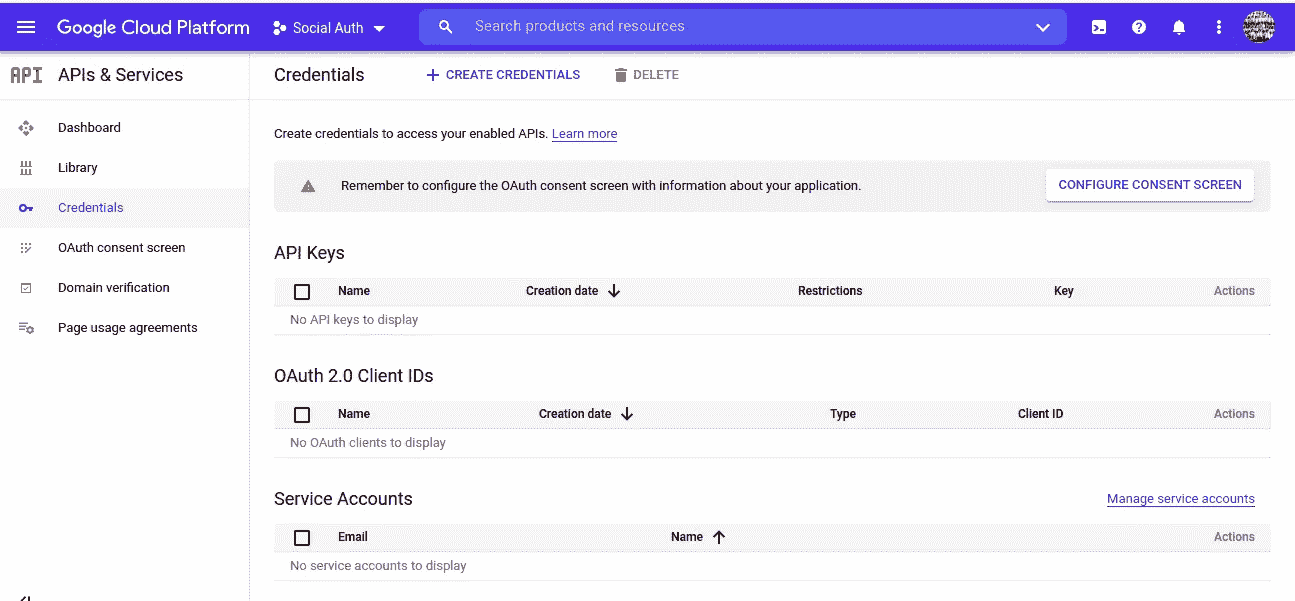 Google Cloud Platform Social Auth Search products and resources
API APIs & Services Credentials + CREATE CREDENTIALS DELETE
Dashboard
Library
Credentials
OAuth consent screen
Domain verification
Page usage agreements
Create credentials to access your enabled APIs. Learn more
Remember to configure the OAuth consent screen with information about your application. CONFIGURE CONSENT SCREEN
API Keys
Name Creation date Restrictions Key Actions
No API keys to display
OAuth 2.0 Client IDs
Name Creation date Type Client ID Actions
No OAuth clients to display
Service Accounts Manage service accounts
Email Name Actions
No service accounts to display